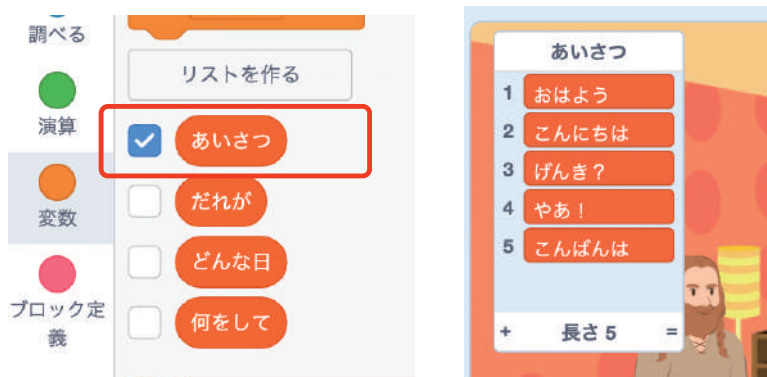 調べる
演算
変数
ブロック定
義
リストを作る
あいさつ
だれが
どんな日
何をして
あいさつ
1 おはよう
2 こんにちは
3 げんき？
4 やあ！
5 こんばんは
+ 長さ 5 =